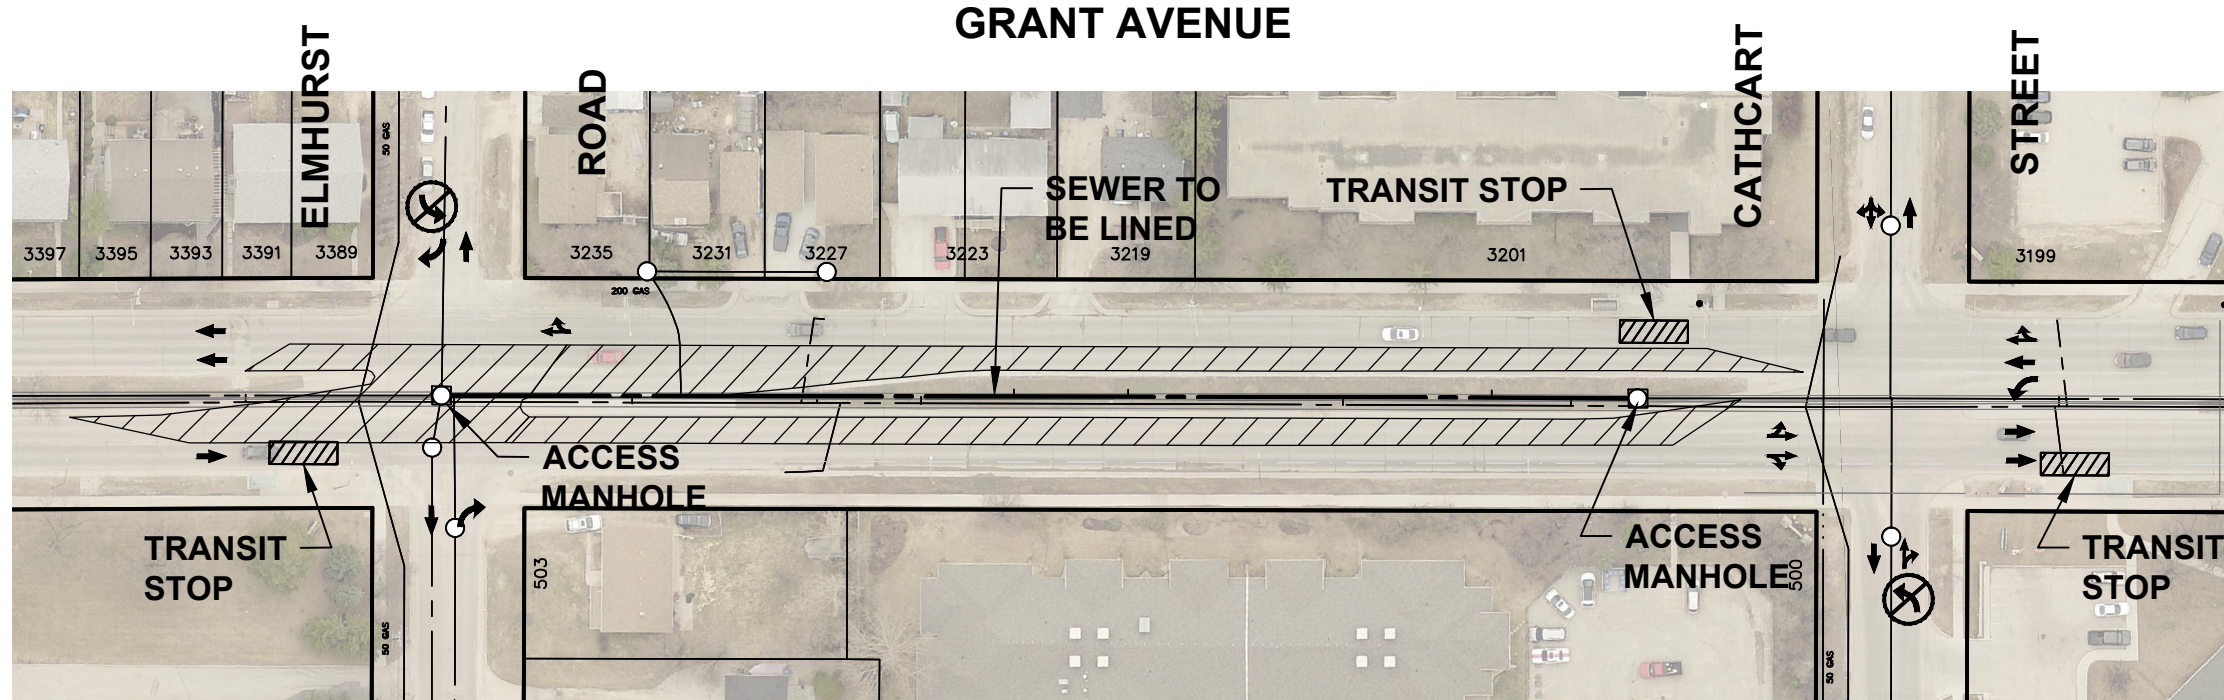 GRANT AVENUE
ELMHURST
ROAD
CATHCART
STREET
50 GAS
SEWER TO
BE LINED
TRANSIT STOP
3397
3395
3393
3391
3389
3235
3231
3227
3223
3219
3201
3199
200 GAS
ACCESS
MANHOLE
TRANSIT
STOP
ACCESS
MANHOLE
TRANSIT
STOP
503
500
50 GAS
50 GAS